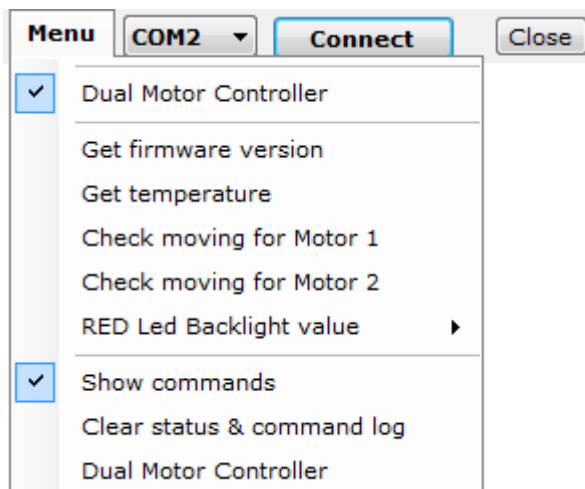 Menu COM2 Connect Close
Dual Motor Controller
Get firmware version
Get temperature
Check moving for Motor 1
Check moving for Motor 2
RED Led Backlight value
Show commands
Clear status & command log
Dual Motor Controller